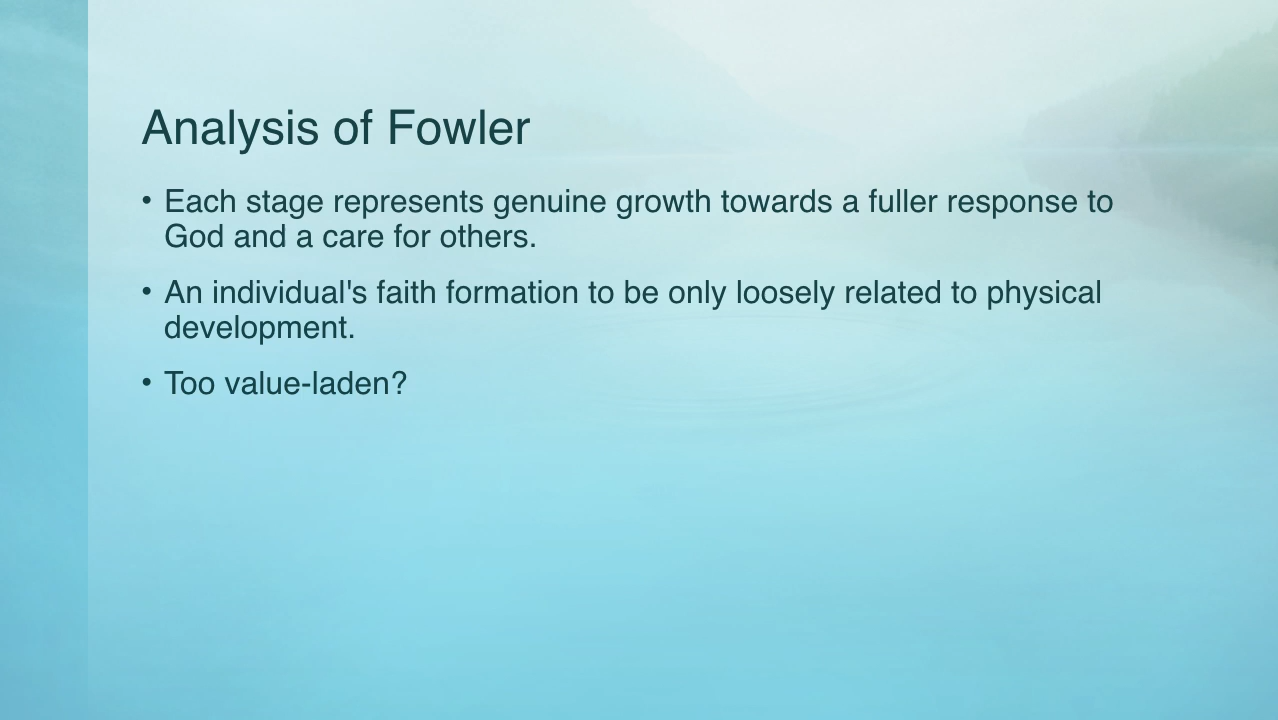 Analysis of Fowler
• Each stage represents genuine growth towards a fuller response to
God and a care for others.
• An individual's faith formation to be only loosely related to physical
development.
• Too value-laden?